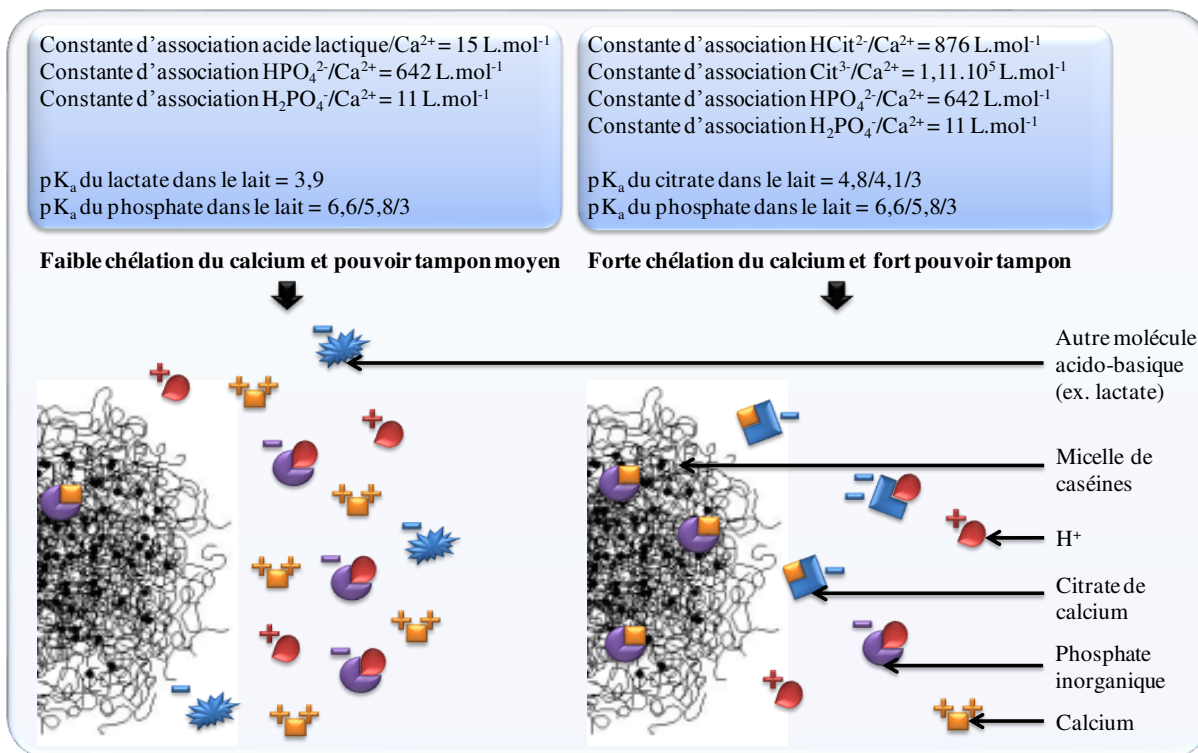 Constante d'association acide lactique/Ca²⁺ = 15 L.mol⁻¹
Constante d'association HPO₄²⁻/Ca²⁺ = 642 L.mol⁻¹
Constante d'association H₂PO₄⁻/Ca²⁺ = 11 L.mol⁻¹
pKₐ du lactate dans le lait = 3,9
pKₐ du phosphate dans le lait = 6,6/5,8/3
Constante d'association HCit²⁻/Ca²⁺ = 876 L.mol⁻¹
Constante d'association Cit³⁻/Ca²⁺ = 1,11.10⁵ L.mol⁻¹
Constante d'association HPO₄²⁻/Ca²⁺ = 642 L.mol⁻¹
Constante d'association H₂PO₄⁻/Ca²⁺ = 11 L.mol⁻¹
pKₐ du citrate dans le lait = 4,8/4,1/3
pKₐ du phosphate dans le lait = 6,6/5,8/3
Faible chélation du calcium et pouvoir tampon moyen
Forte chélation du calcium et fort pouvoir tampon
Autre molécule
acido-basique
(ex. lactate)
Micelle de
caséines
H⁺
Citrate de
calcium
Phosphate
inorganique
Calcium